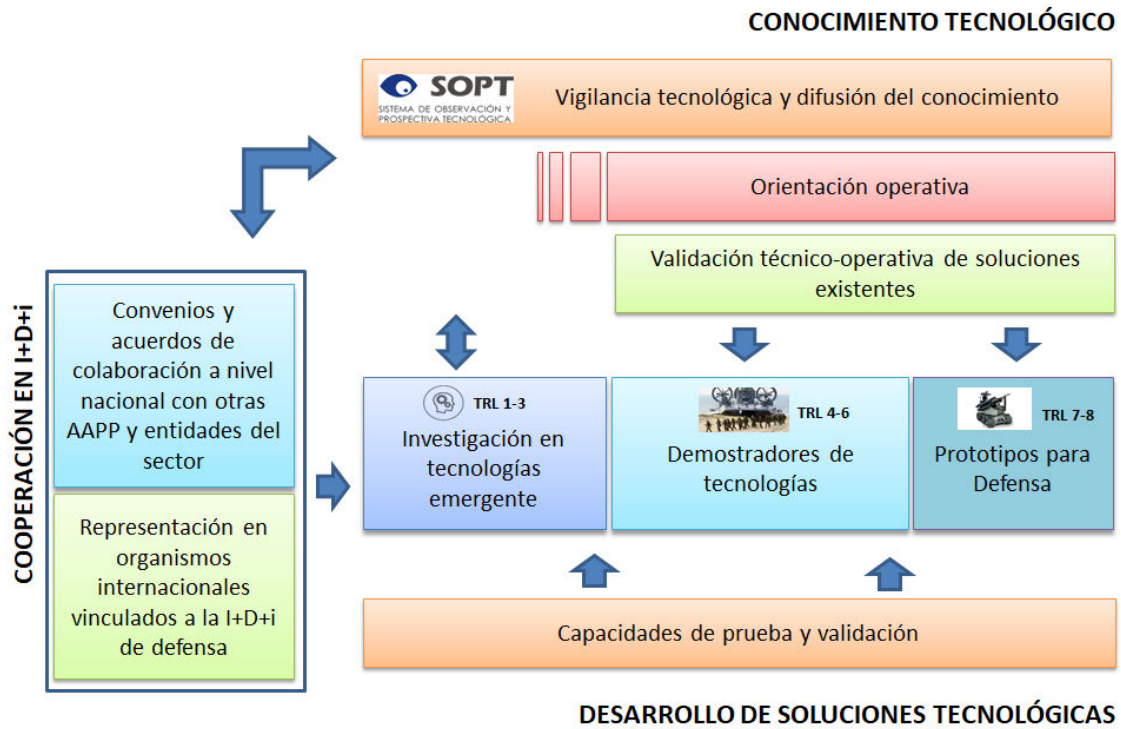 CONOCIMIENTO TECNOLÓGICO
SOPT
SISTEMA DE OBSERVACIÓN Y
PROSPECTIVA TECNOLÓGICA
Vigilancia tecnológica y difusión del conocimiento
Orientación operativa
Validación técnico-operativa de soluciones
existentes
COOPERACIÓN EN I+D+i
Convenios y
acuerdos de
colaboración a nivel
nacional con otras
AAPP y entidades del
sector
Representación en
organismos
internacionales
vinculados a la I+D+i
de defensa
TRL 1-3
Investigación en
tecnologías
emergente
TRL 4-6
Demostradores de
tecnologías
TRL 7-8
Prototipos para
Defensa
Capacidades de prueba y validación
DESARROLLO DE SOLUCIONES TECNOLÓGICAS